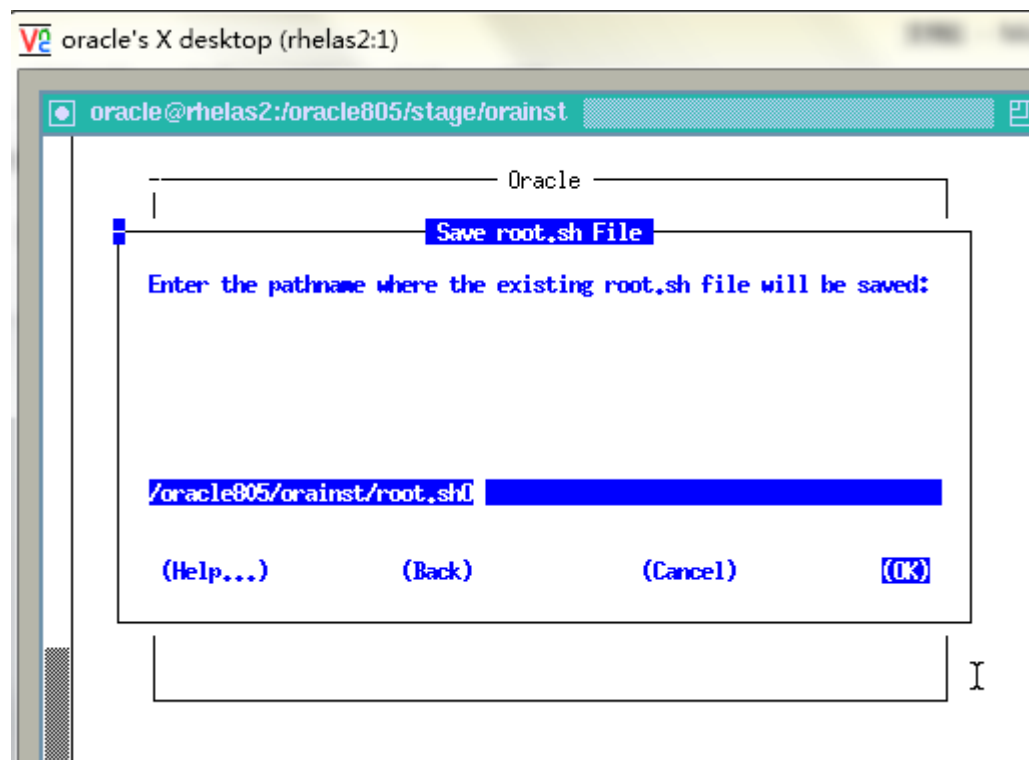 oracle's X desktop (rhelas2:1)
oracle@rhelas2:/oracle805/stage/orainst
Oracle
Save root.sh File
Enter the pathname where the existing root.sh file will be saved:
/oracle805/orainst/root.sh0
(Help...) (Back) (Cancel) (OK)